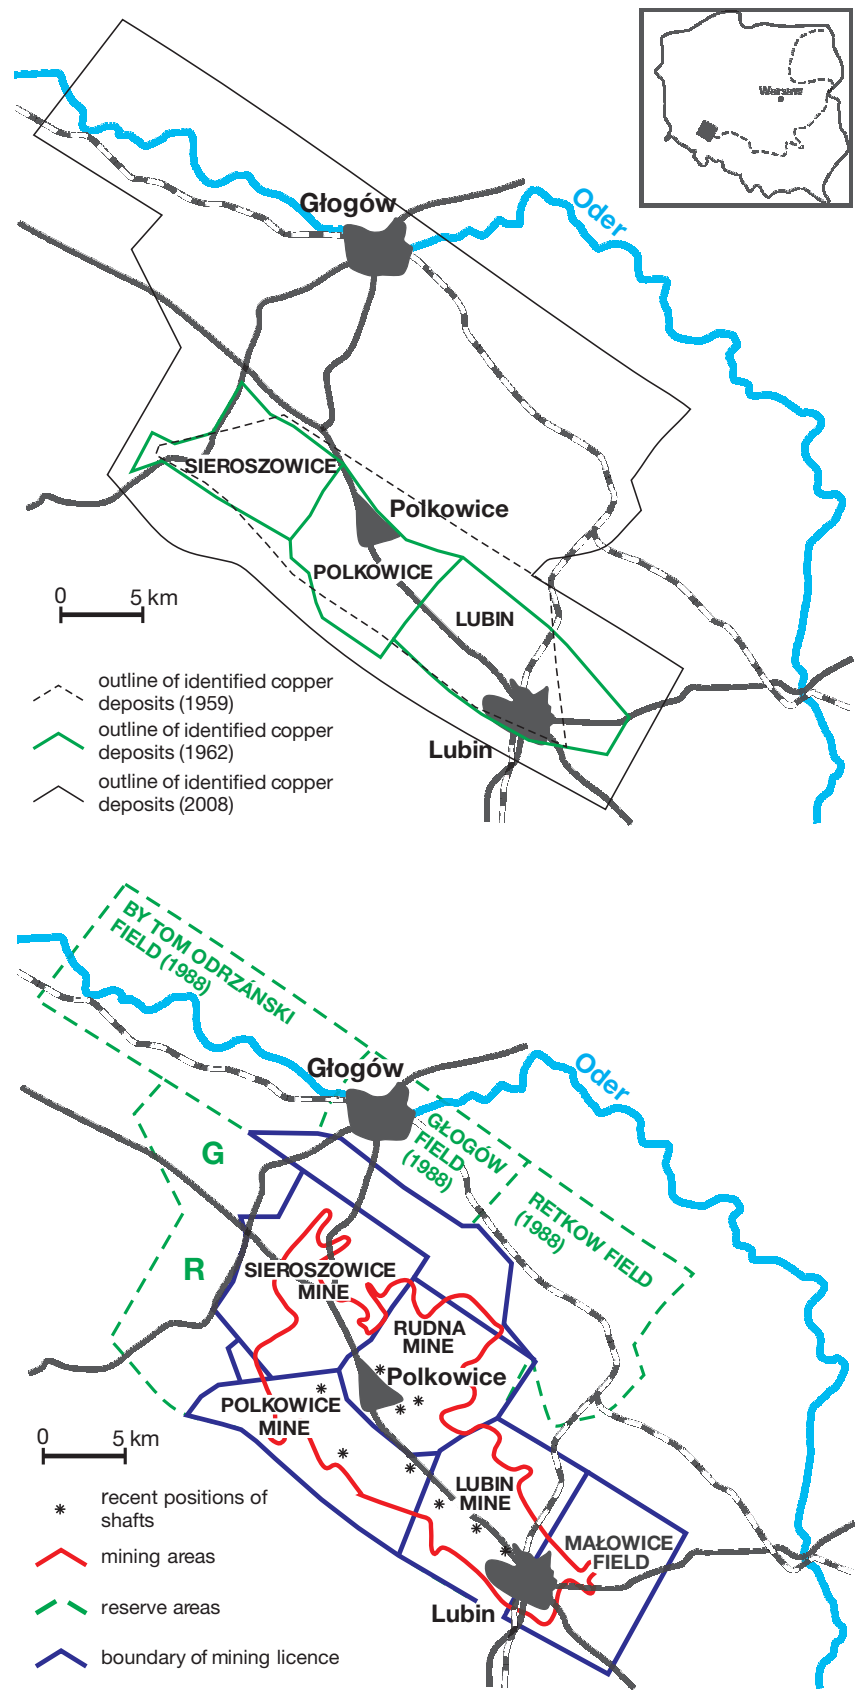 Warsaw
Głogów
Oder
SIEROSZOWICE
Polkowice
POLKOWICE
LUBIN
Lubin
0 5 km
outline of identified copper
deposits (1959)
outline of identified copper
deposits (1962)
outline of identified copper
deposits (2008)
BY TOM ODRZÁNSKI
FIELD (1988)
Głogów
Oder
GŁOGÓW
FIELD
(1988)
G
RETKOW FIELD
(1988)
R
SIEROSZOWICE
MINE
RUDNA
MINE
Polkowice
POLKOWICE
MINE
LUBIN
MINE
MAŁOWICE
FIELD
Lubin
0 5 km
recent positions of
shafts
mining areas
reserve areas
boundary of mining licence